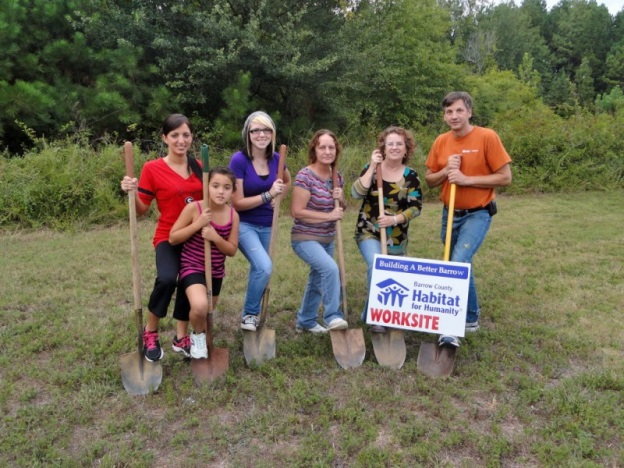 Building A Better Barrow
Barrow County
Habitat
for Humanity
WORKSITE